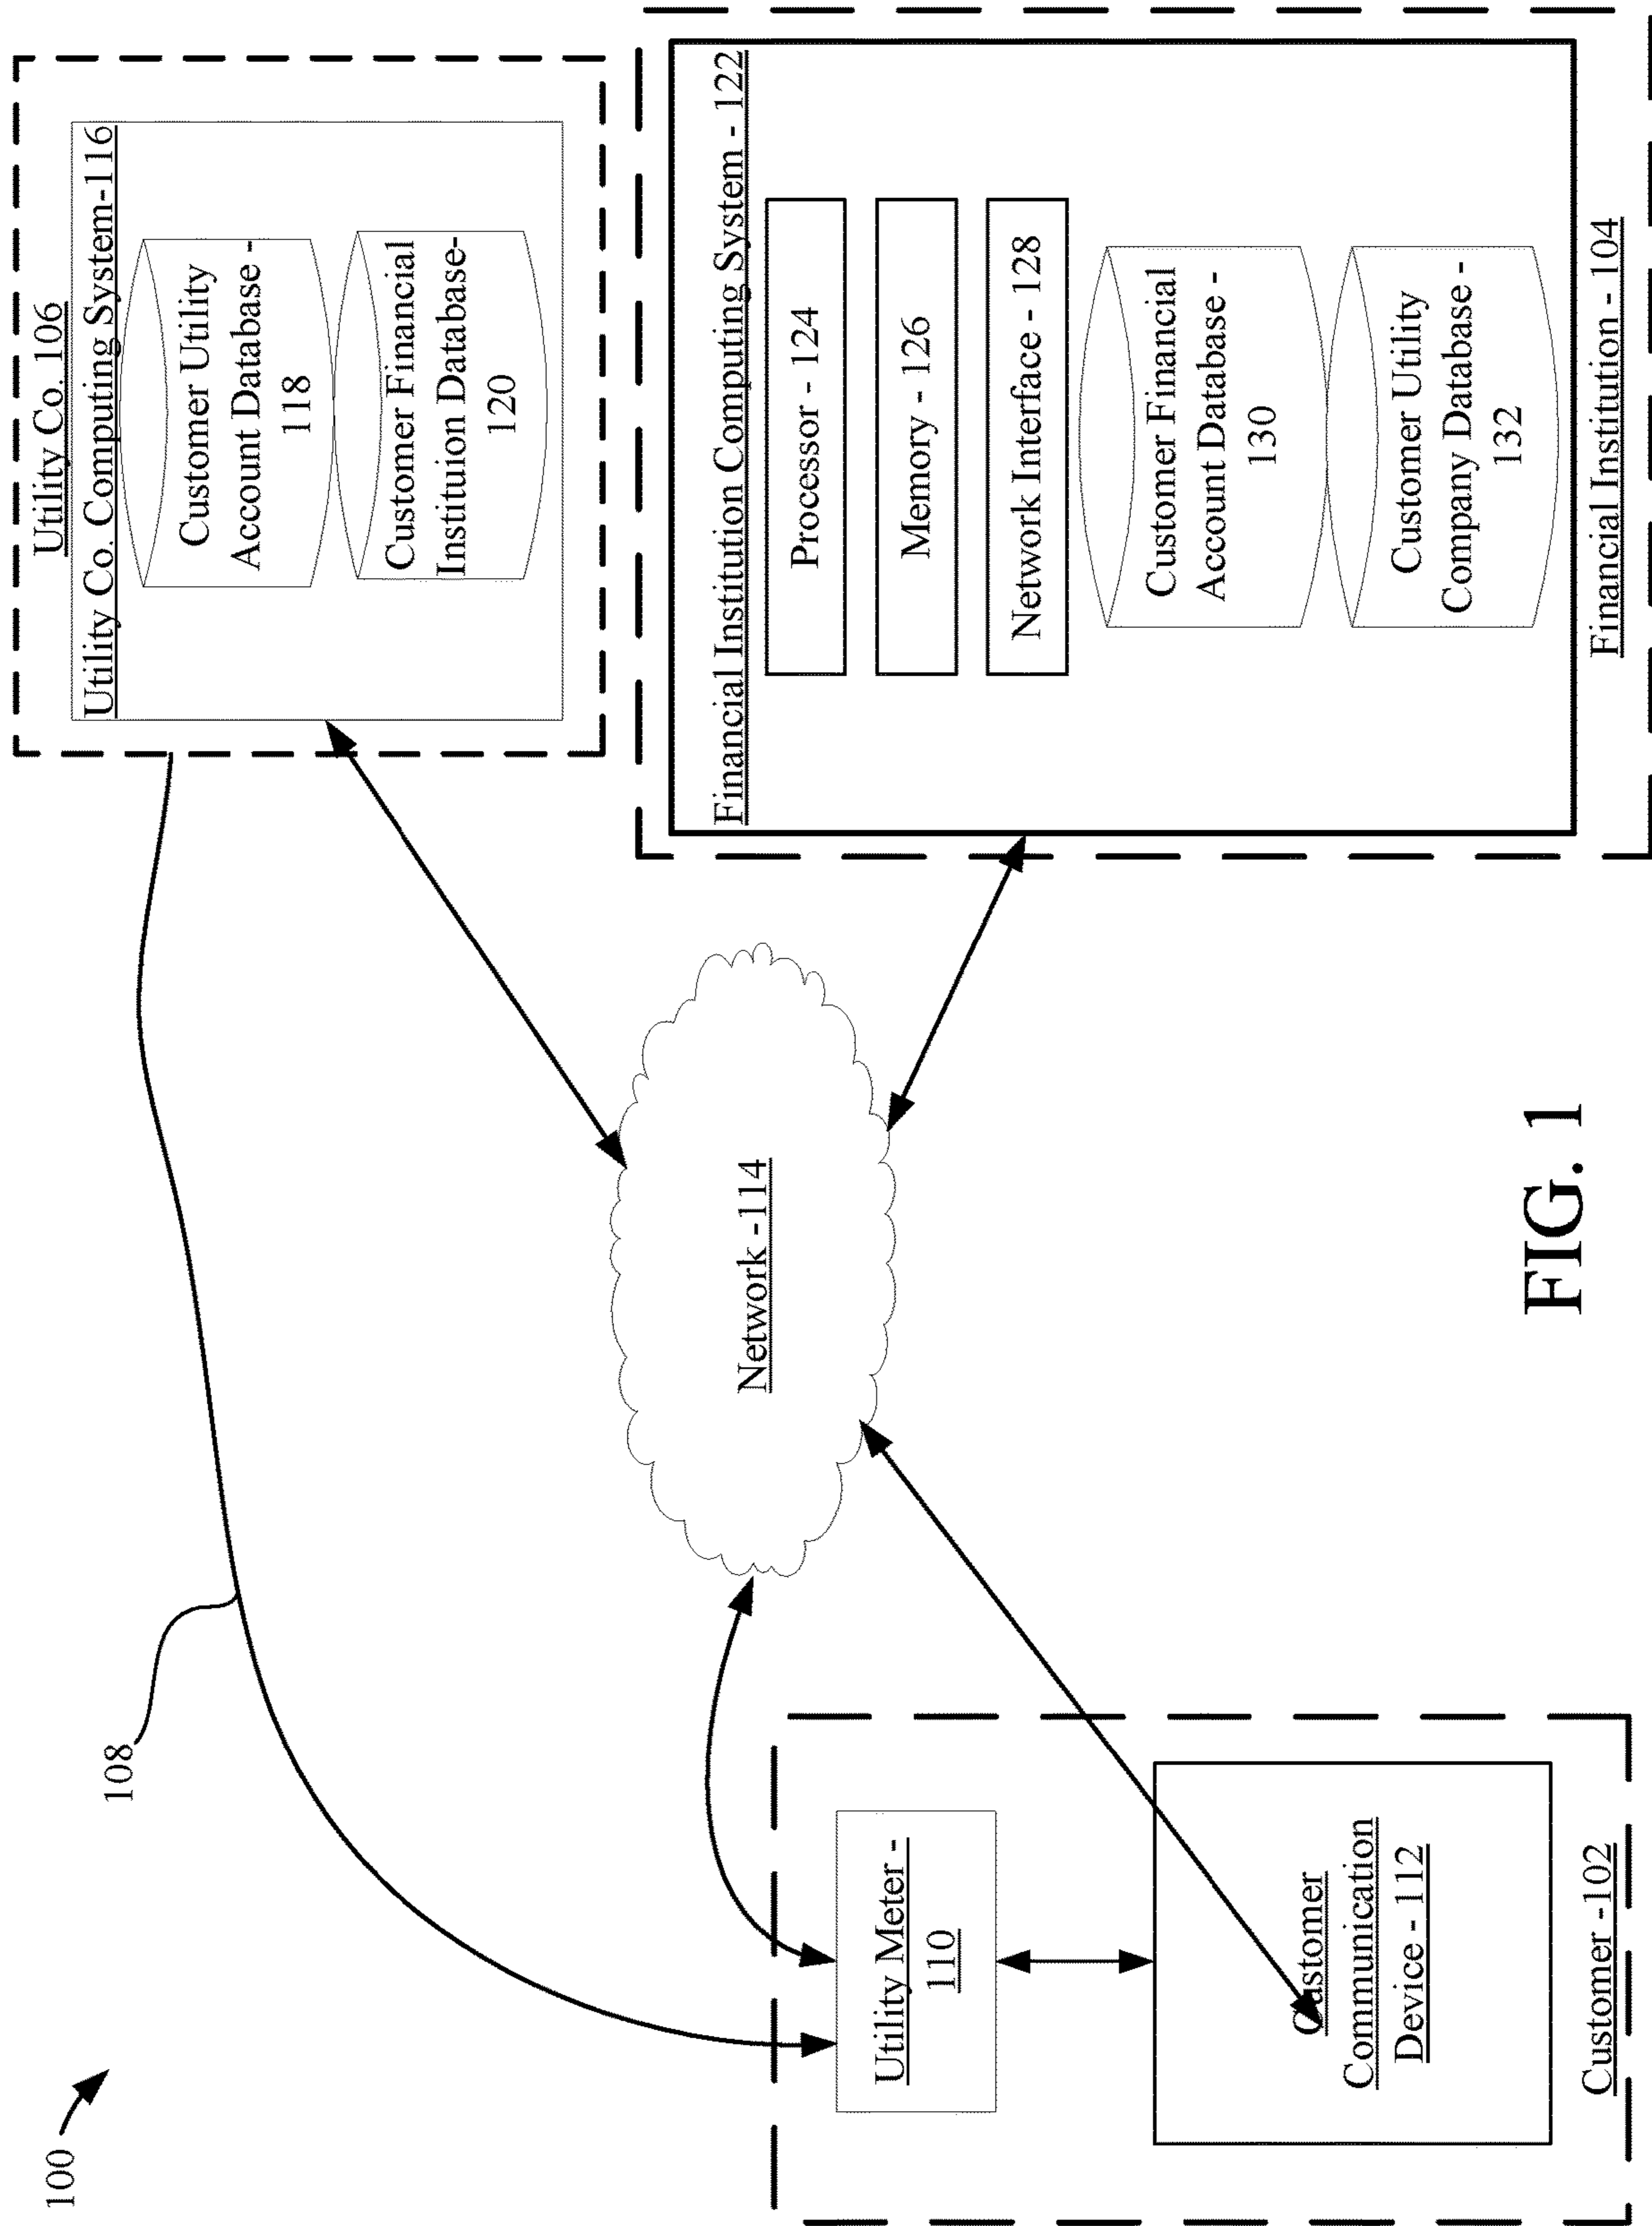 100
108
Utility Co. 106
Utility Co. Computing System-116
Customer Utility
Account Database -
118
Customer Financial
Instituion Database-
120
Network -114
Utility Meter -
110
Customer
Communication
Device - 112
Customer -102
Financial Institution Computing System - 122
Processor - 124
Memory - 126
Network Interface - 128
Customer Financial
Account Database -
130
Customer Utility
Company Database -
132
Financial Institution - 104
FIG. 1